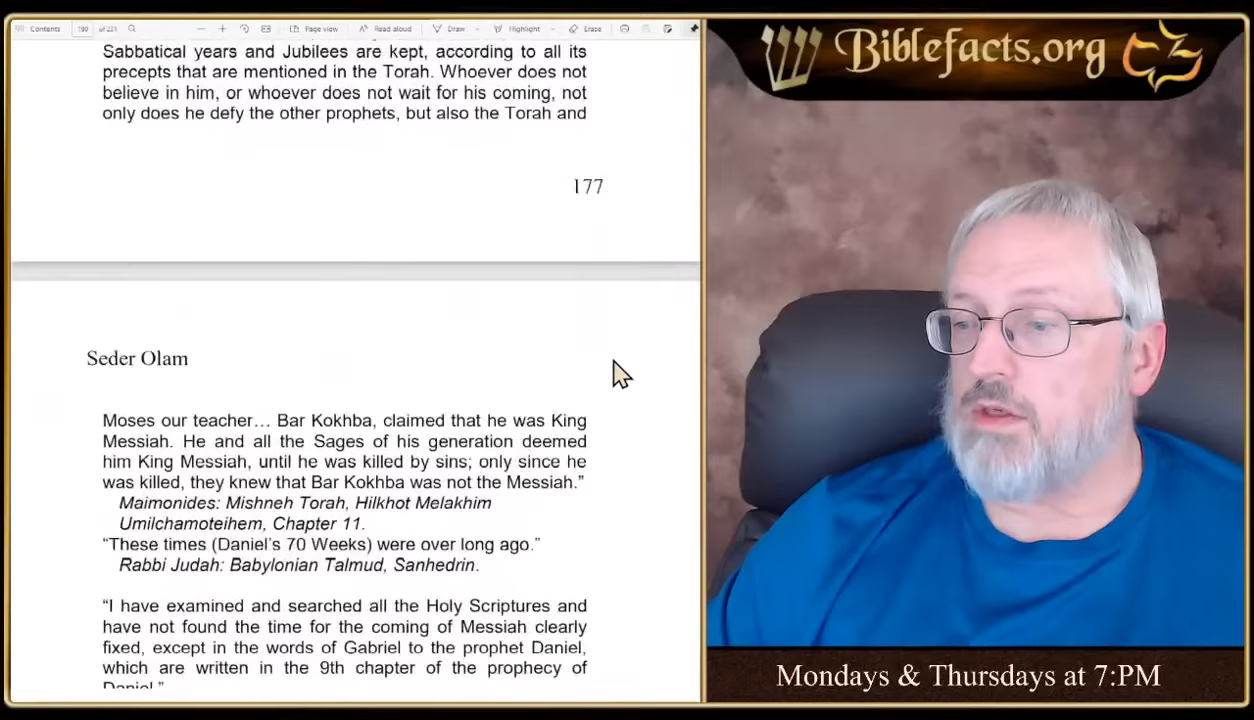 Contents
180
of 221
Page view
Read aloud
Draw
Highlight
Erase
Sabbatical years and Jubilees are kept, according to all its
precepts that are mentioned in the Torah. Whoever does not
believe in him, or whoever does not wait for his coming, not
only does he defy the other prophets, but also the Torah and
177
Seder Olam
Moses our teacher… Bar Kokhba, claimed that he was King
Messiah. He and all the Sages of his generation deemed
him King Messiah, until he was killed by sins; only since he
was killed, they knew that Bar Kokhba was not the Messiah.”
Maimonides: Mishneh Torah, Hilkhot Melakhim
Umilchamoteihem, Chapter 11.
“These times (Daniel’s 70 Weeks) were over long ago.”
Rabbi Judah: Babylonian Talmud, Sanhedrin.
“I have examined and searched all the Holy Scriptures and
have not found the time for the coming of Messiah clearly
fixed, except in the words of Gabriel to the prophet Daniel,
which are written in the 9th chapter of the prophecy of
Daniel.”
Biblefacts.org
Mondays & Thursdays at 7:PM